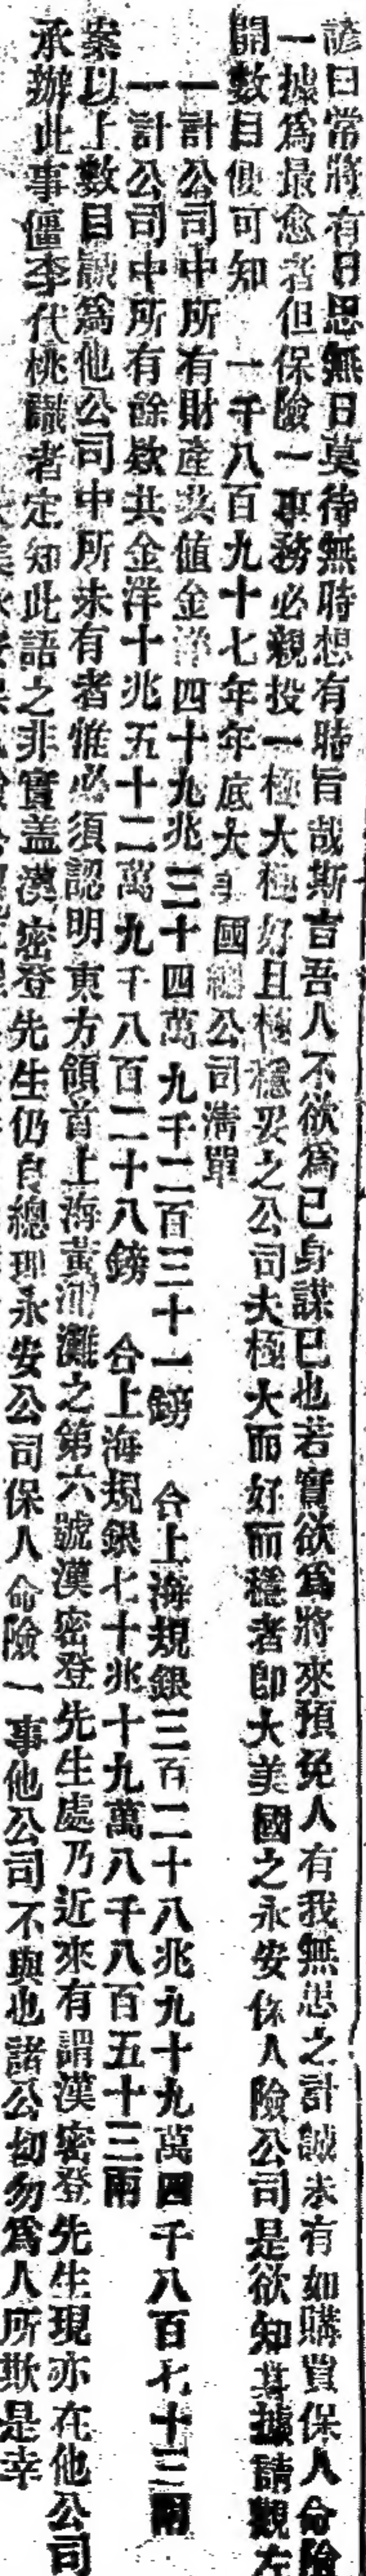 諺曰常將有日思無日莫待無時想有時旨哉斯言吾人不欲爲已身謀已也若實欲爲將來預免人有我無思之計誠未有如購買保人命險
一據爲最愈者但保險一事務必親投一極大極好且極穩妥之公司夫極大而好而穩者卽大美國之永安保人險公司是欲知其據請觀左
開數目便可知　一千八百九十七年年底大美國總公司淸單
一計公司中所有財產共値金洋四十九兆三十四萬九千二百三十一鎊　合上海規銀三百二十八兆九十九萬四千八百七十三兩
一計公司中所有餘欵共金洋十兆五十二萬九千八百二十八鎊　合上海規銀七十兆十九萬八千八百五十三兩
案以上數目誠爲他公司中所未有者惟必須認明東方領首上海黃浦灘之第六號漢密登先生處乃近來有謂漢密登先生現亦在他公司
承辦此事僵李代桃識者定知此語之非實盖漢密登先生仍自總理永安公司保人命險一事他公司不與也諸公切勿爲人所欺是幸